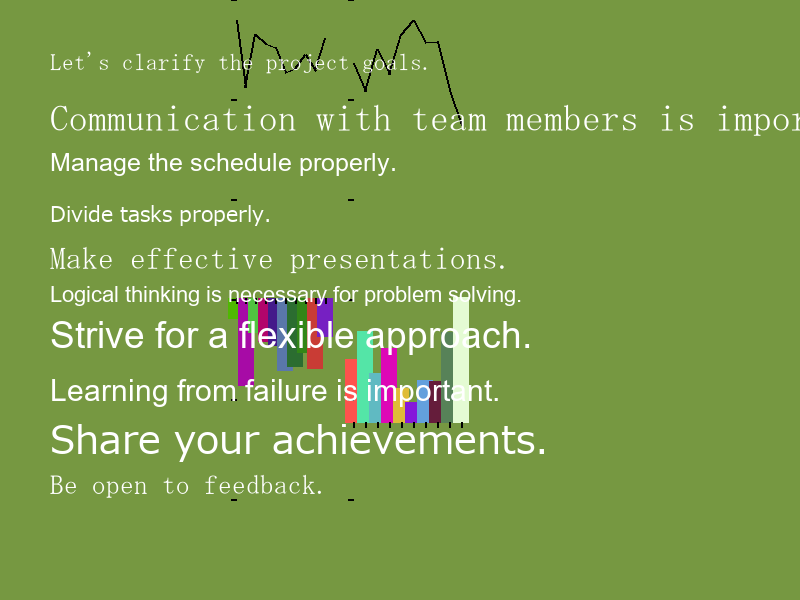 Let's clarify the project goals.
Communication with team members is
Manage the schedule properly.
Divide tasks properly.
Make effective presentations.
Logical thinking is necessary for problem solving.
Strive for a flexible approach.
Learning from failure is important.
Share your achievements.
Be open to feedback.